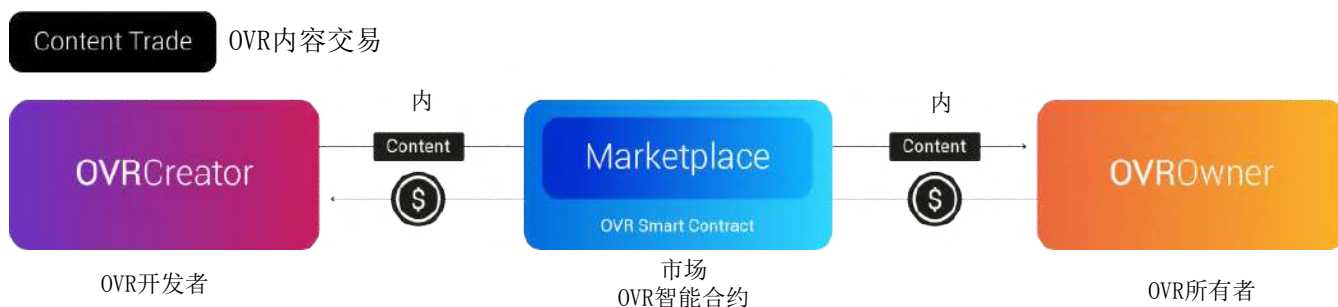 Content Trade OVR内容交易
内 内
Content Content
OVRCreator Marketplace OVROwner
$ $
OVR Smart Contract
OVR开发者 市场 OVR所有者
OVR智能合约